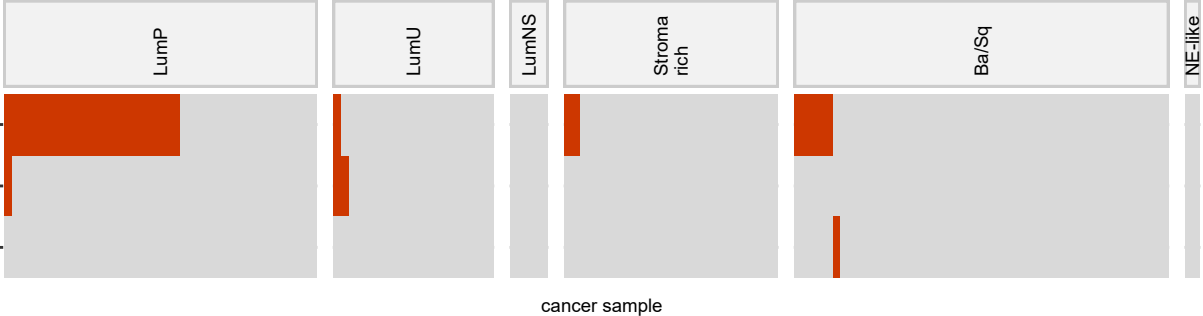 LumP
LumU
LumNS
Stroma
rich
Ba/Sq
NE-like
cancer sample